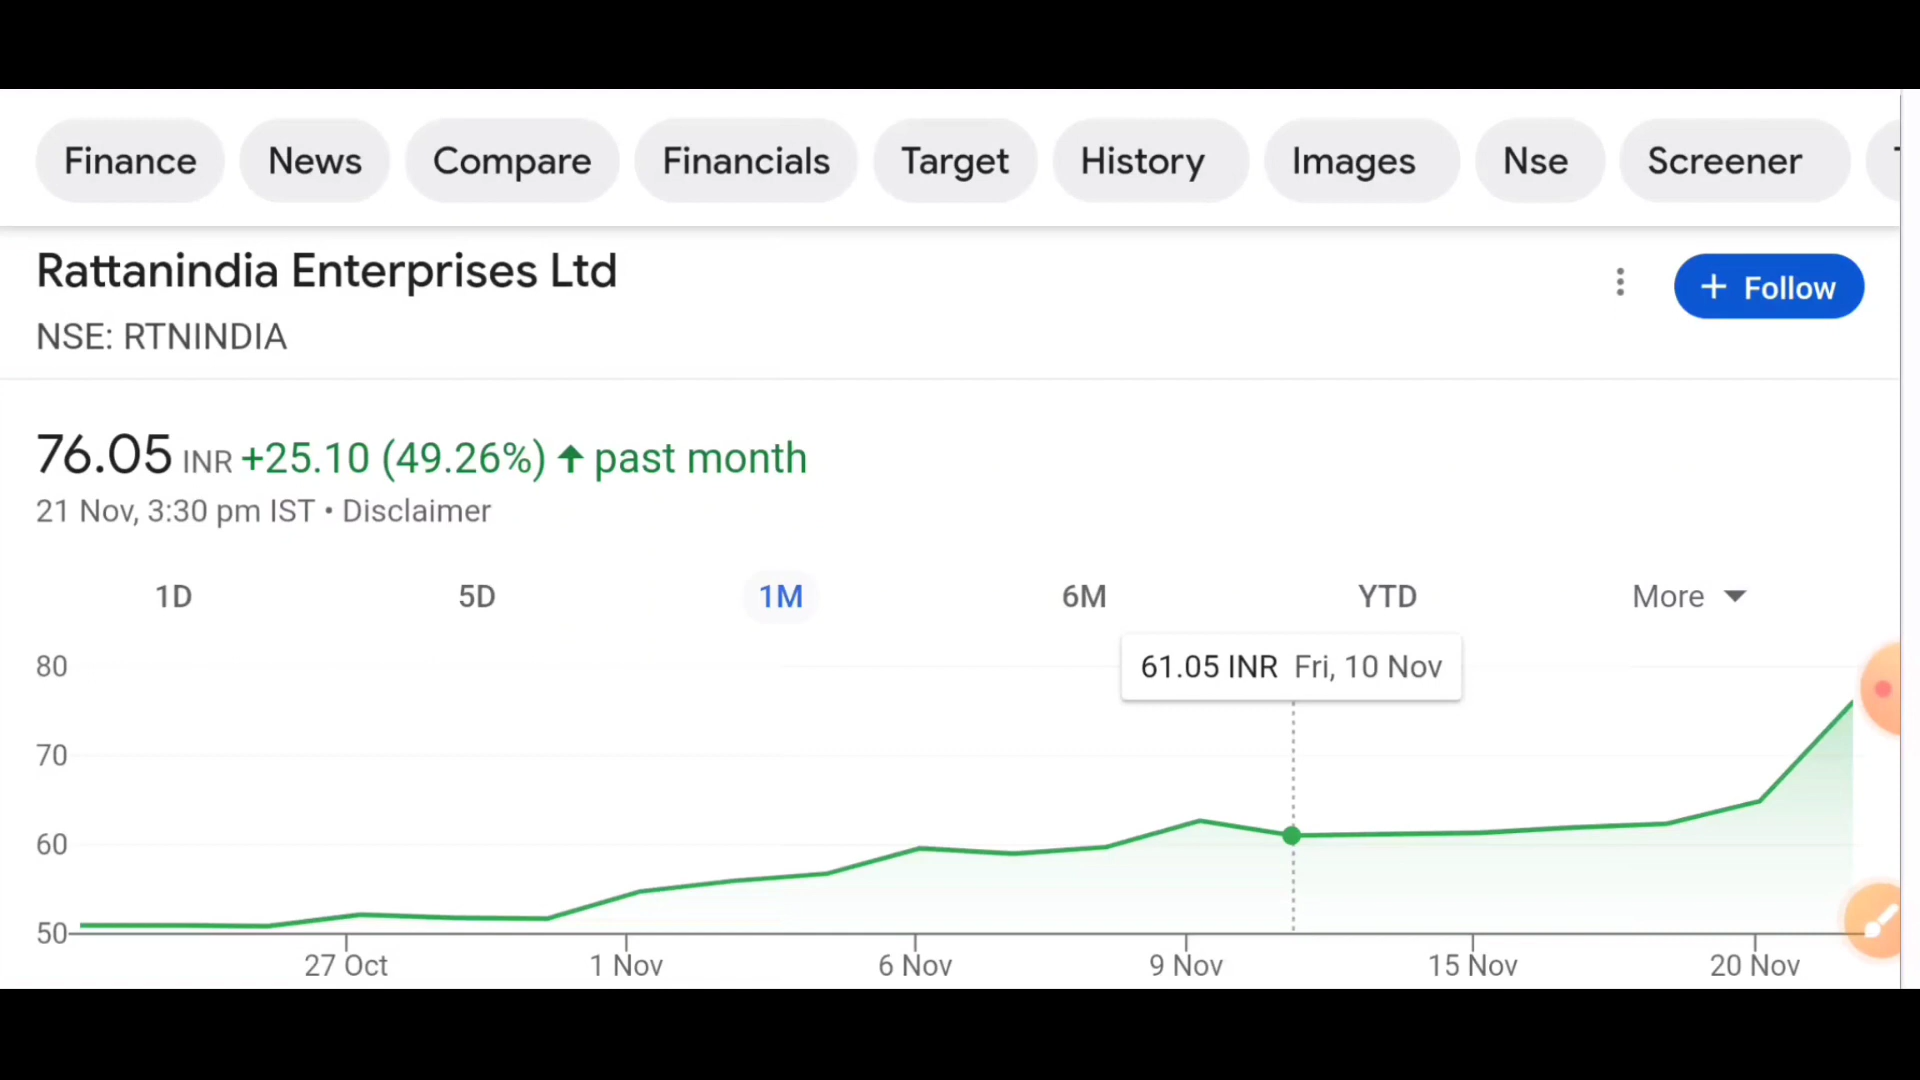 Finance News Compare Financials Target History Images Nse Screener
Rattanindia Enterprises Ltd
+ Follow
NSE: RTNINDIA
76.05 INR +25.10 (49.26%) ↑ past month
21 Nov, 3:30 pm IST • Disclaimer
1D 5D 1M 6M YTD More
61.05 INR Fri, 10 Nov
80
70
60
50
27 Oct 1 Nov 6 Nov 9 Nov 15 Nov 20 Nov